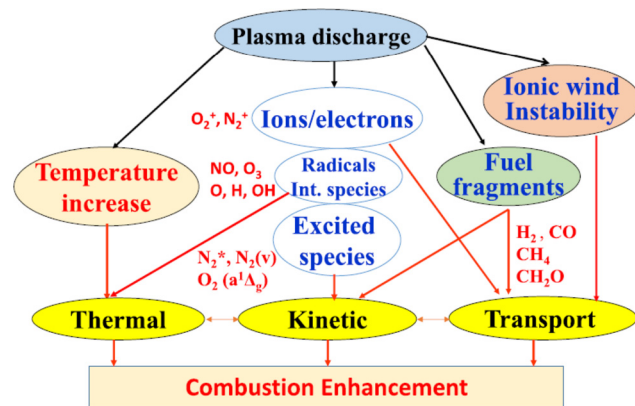 Plasma discharge
Ionic wind
Instability
O₂⁺, N₂⁺
Ions/electrons
Temperature
increase
NO, O₃
O, H, OH
Radicals
Int. species
Fuel
fragments
Excited
species
N₂*, N₂(v)
O₂ (a¹Δg)
H₂ , CO
CH₄
CH₂O
Thermal
Kinetic
Transport
Combustion Enhancement